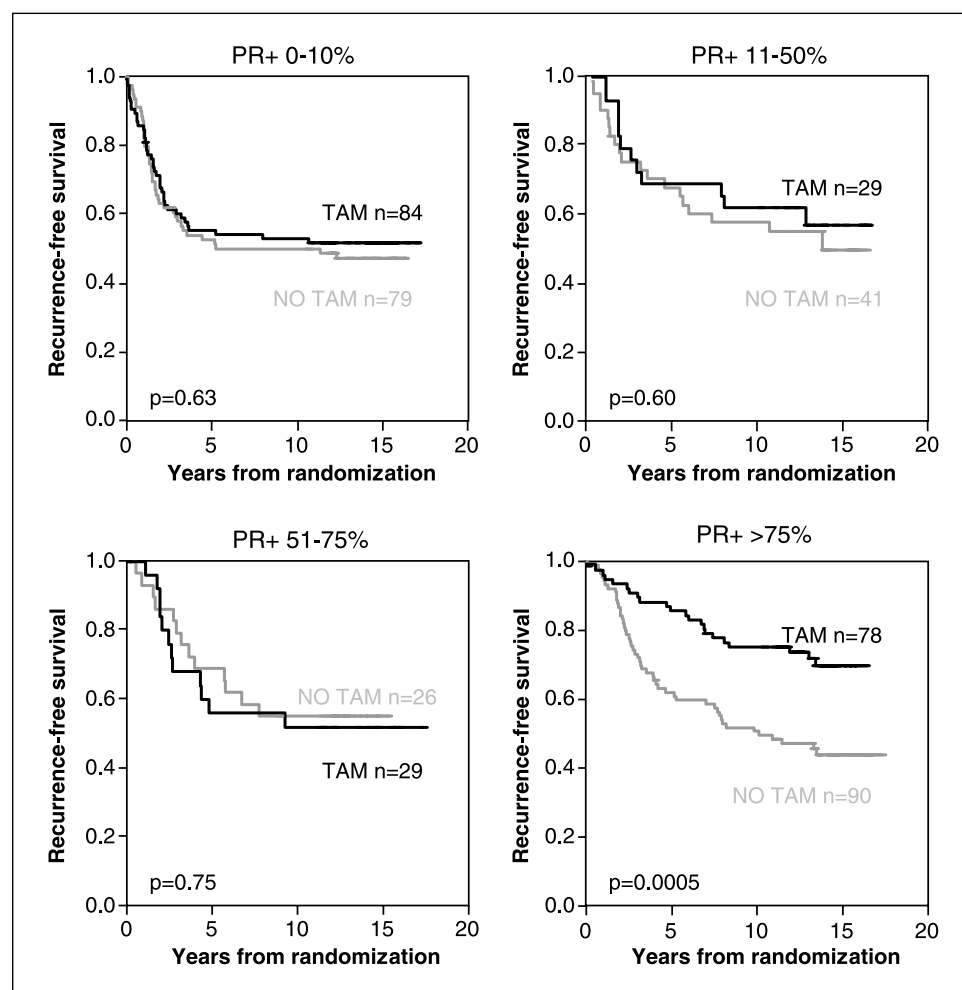 PR+ 0-10%
Recurrence-free survival
1.0
0.8
0.6
0.4
0.2
0.0
TAM n=84
NO TAM n=79
p=0.63
0 5 10 15 20
Years from randomization
PR+ 11-50%
Recurrence-free survival
1.0
0.8
0.6
0.4
0.2
0.0
TAM n=29
NO TAM n=41
p=0.60
0 5 10 15 20
Years from randomization
PR+ 51-75%
Recurrence-free survival
1.0
0.8
0.6
0.4
0.2
0.0
NO TAM n=26
TAM n=29
p=0.75
0 5 10 15 20
Years from randomization
PR+ >75%
Recurrence-free survival
1.0
0.8
0.6
0.4
0.2
0.0
TAM n=78
NO TAM n=90
p=0.0005
0 5 10 15 20
Years from randomization